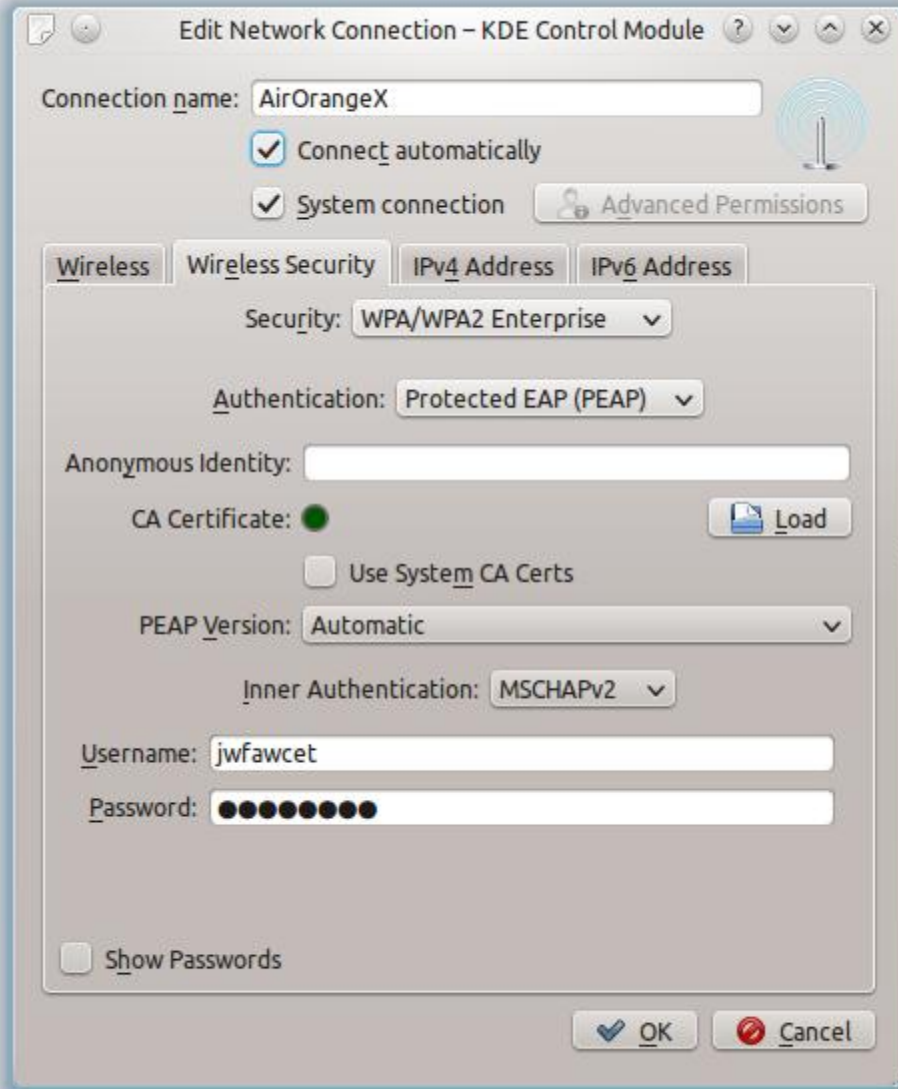 Edit Network Connection – KDE Control Module
Connection name: AirOrangeX
Connect automatically
System connection Advanced Permissions
Wireless Wireless Security IPv4 Address IPv6 Address
Security: WPA/WPA2 Enterprise
Authentication: Protected EAP (PEAP)
Anonymous Identity:
CA Certificate: Load
Use System CA Certs
PEAP Version: Automatic
Inner Authentication: MSCHAPv2
Username: jwfawcet
Password: ●●●●●●●●
Show Passwords
OK Cancel